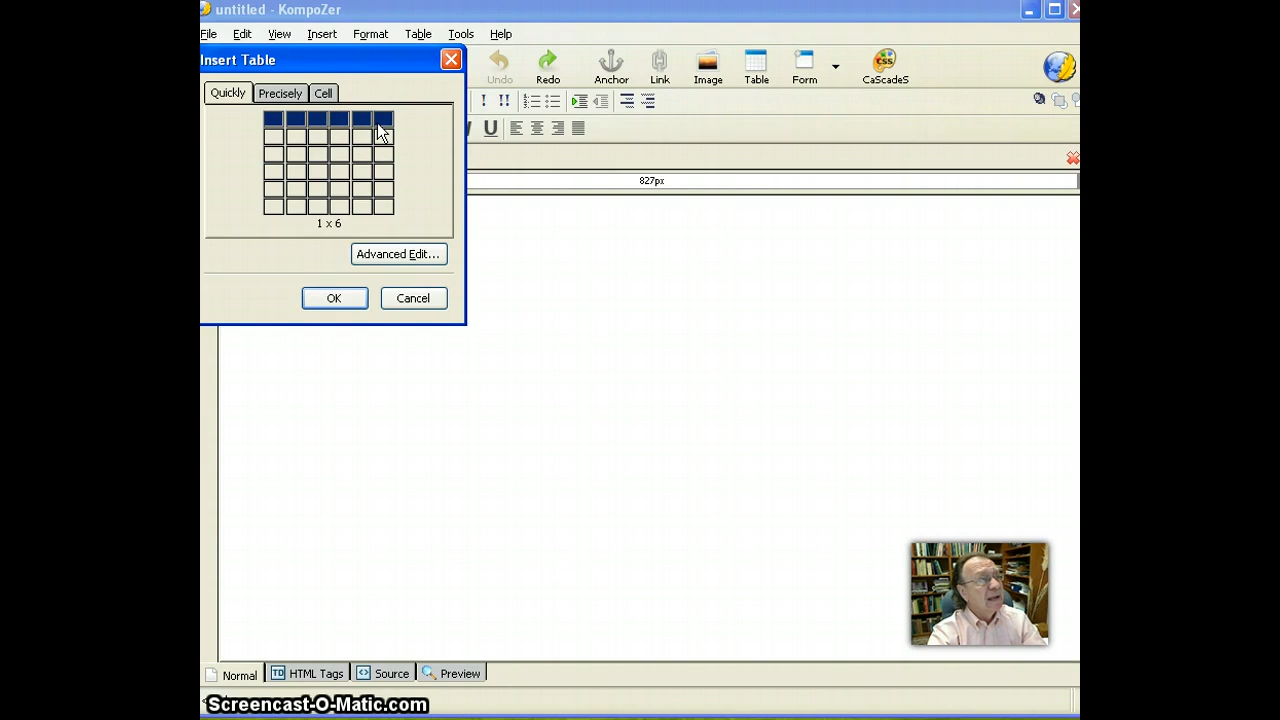 untitled - KompoZer
File Edit View Insert Format Table Tools Help
Insert Table
Undo Redo Anchor Link Image Table Form CaScadeS
CSS
Quickly Precisely Cell
! !!
U
827px
1 x 6
Advanced Edit...
OK Cancel
Normal TD HTML Tags <> Source Preview
Screencast-O-Matic.com